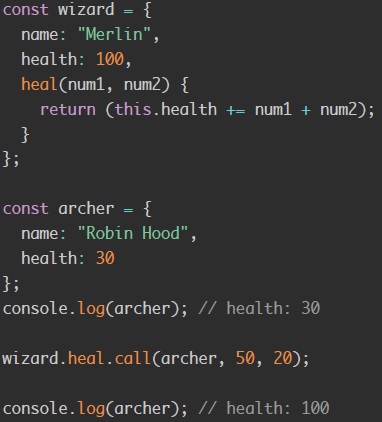 const wizard = {
  name: "Merlin",
  health: 100,
  heal(num1, num2) {
    return (this.health += num1 + num2);
  }
};

const archer = {
  name: "Robin Hood",
  health: 30
};
console.log(archer); // health: 30

wizard.heal.call(archer, 50, 20);

console.log(archer); // health: 100